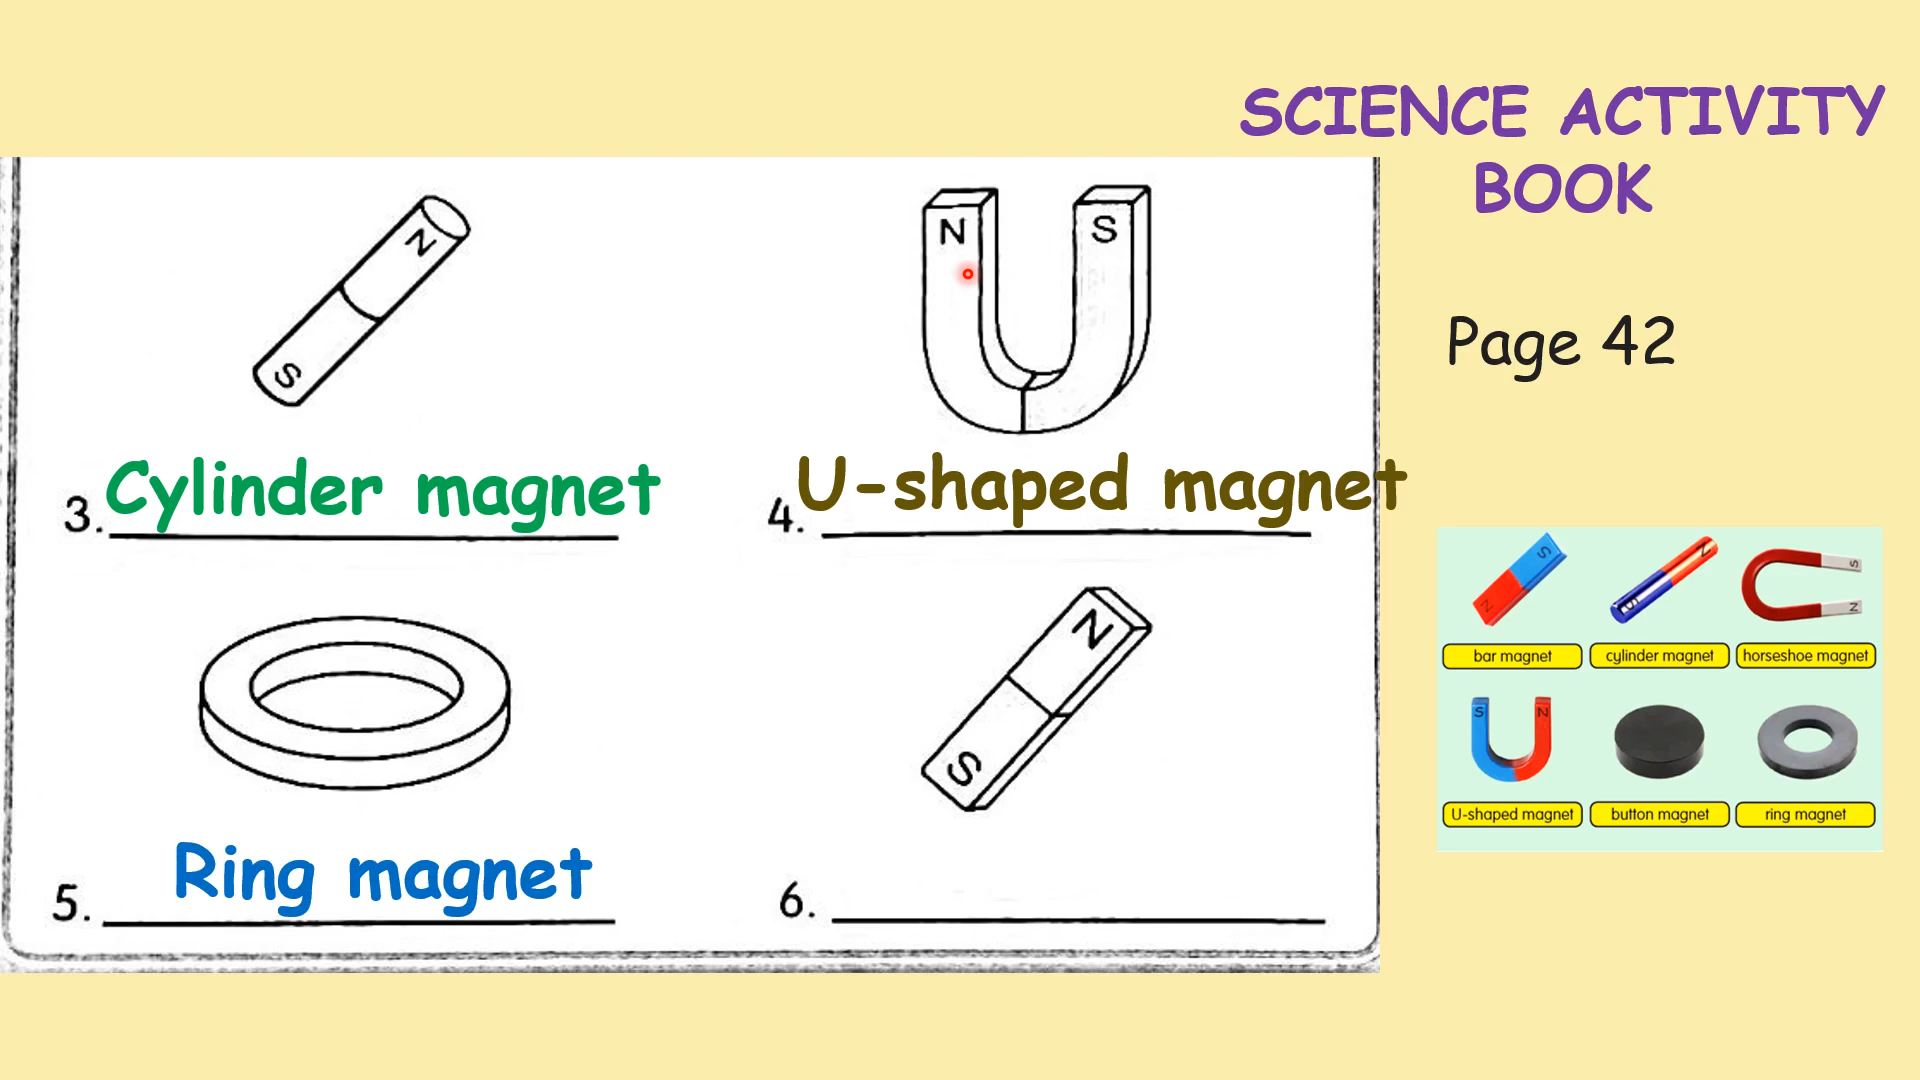 SCIENCE ACTIVITY
BOOK
Page 42
N
S
3. Cylinder magnet
N S
4. U-shaped magnet
5. Ring magnet
N
S
6.
S
N
N
S
S
N
bar magnet cylinder magnet horseshoe magnet
S N
U-shaped magnet button magnet ring magnet